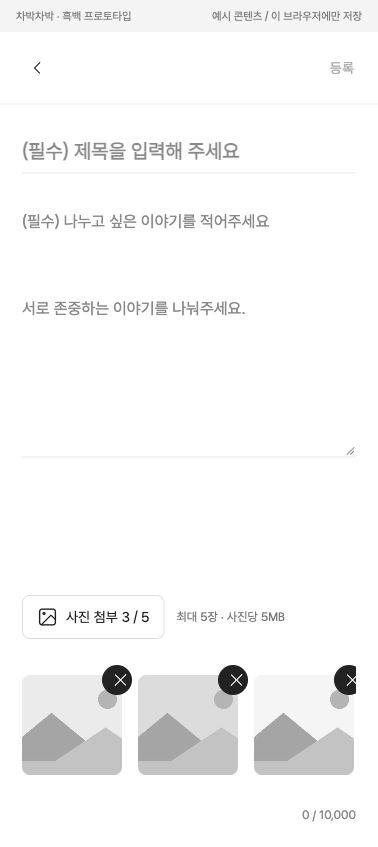 차박차박 · 흑백 프로토타입
예시 콘텐츠 / 이 브라우저에만 저장
등록
(필수) 제목을 입력해 주세요
(필수) 나누고 싶은 이야기를 적어주세요
서로 존중하는 이야기를 나눠주세요.
사진 첨부 3 / 5
최대 5장 · 사진당 5MB
0 / 10,000